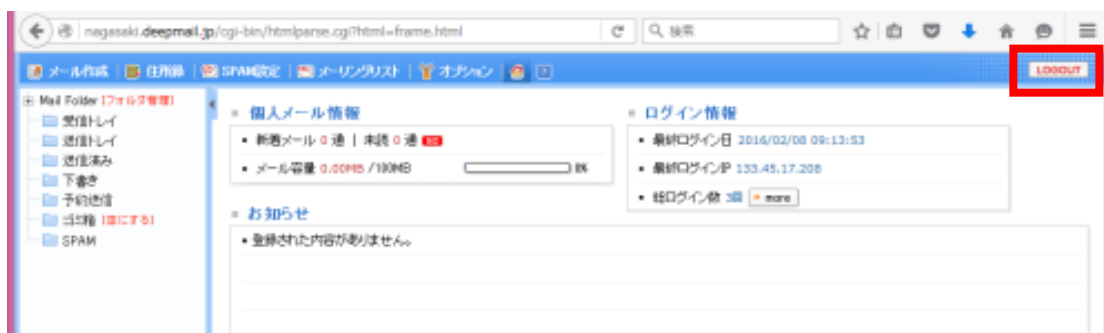 nagasaki.deepmail.jp/cgi-bin/htmlparse.cgi?html=frame.html
検索
メール作成 | 住所録 | SPAM設定 | メーリングリスト | オプション
LOGOUT
Mail Folder [フォルダ管理]
受信トレイ
送信トレイ
送信済み
下書き
予約送信
ゴミ箱 [空にする]
SPAM
個人メール情報
新着メール 0 通 | 未読 0 通 GO
メール容量 0.00MB /100MB 0%
お知らせ
登録された内容がありません。
ログイン情報
最終ログイン日 2016/02/08 09:13:53
最終ログインIP 133.45.17.208
総ログイン数 3回 more